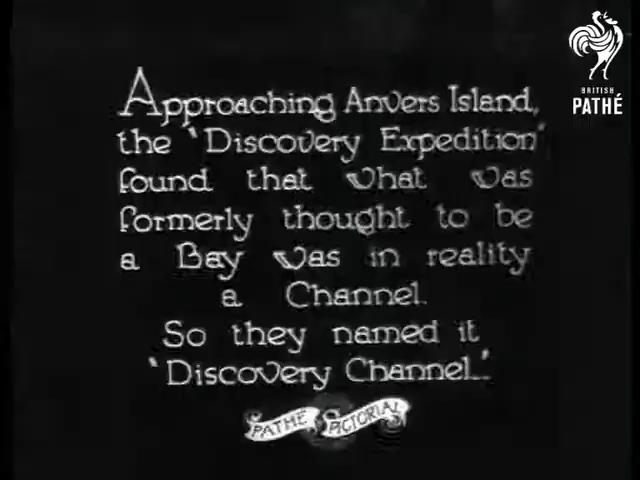 BRITISH
PATHÉ
Approaching Anvers Island,
the "Discovery Expedition"
found that what was
formerly thought to be
a Bay was in reality
a Channel.
So they named it
"Discovery Channel."
PATHÉ PICTORIAL